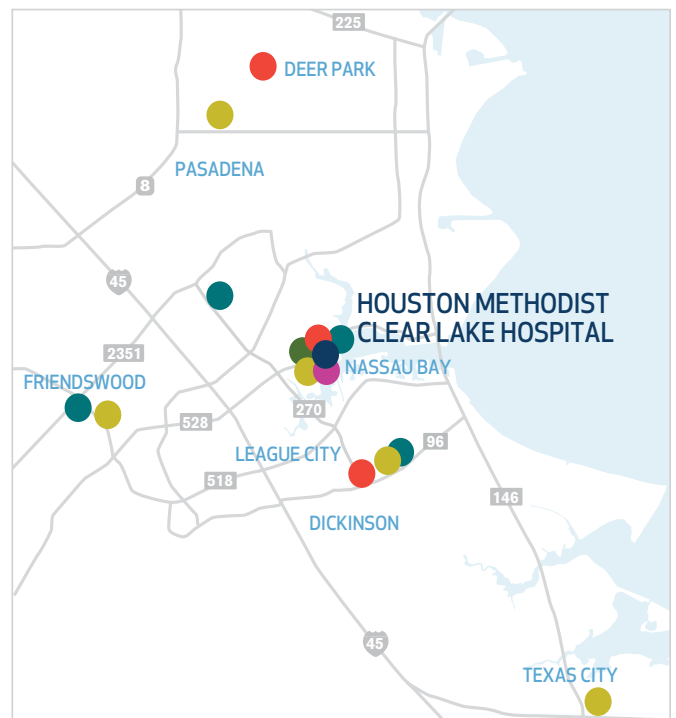 225
DEER PARK
PASADENA
8
45
HOUSTON METHODIST
CLEAR LAKE HOSPITAL
2351
NASSAU BAY
FRIENDSWOOD
270
528
96
LEAGUE CITY
518
146
DICKINSON
45
TEXAS CITY